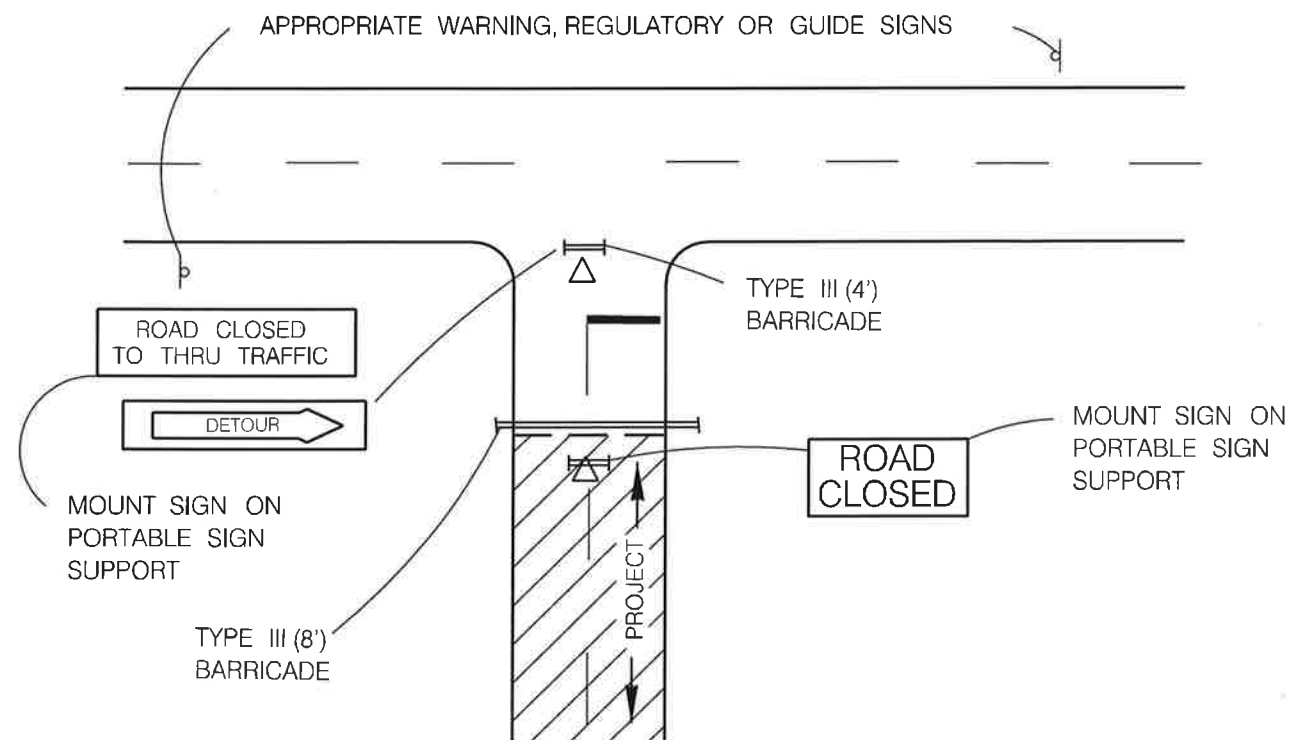 APPROPRIATE WARNING, REGULATORY OR GUIDE SIGNS
TYPE III (4')
BARRICADE
ROAD CLOSED
TO THRU TRAFFIC
DETOUR
MOUNT SIGN ON
PORTABLE SIGN
SUPPORT
ROAD
CLOSED
MOUNT SIGN ON
PORTABLE SIGN
SUPPORT
PROJECT
TYPE III (8')
BARRICADE